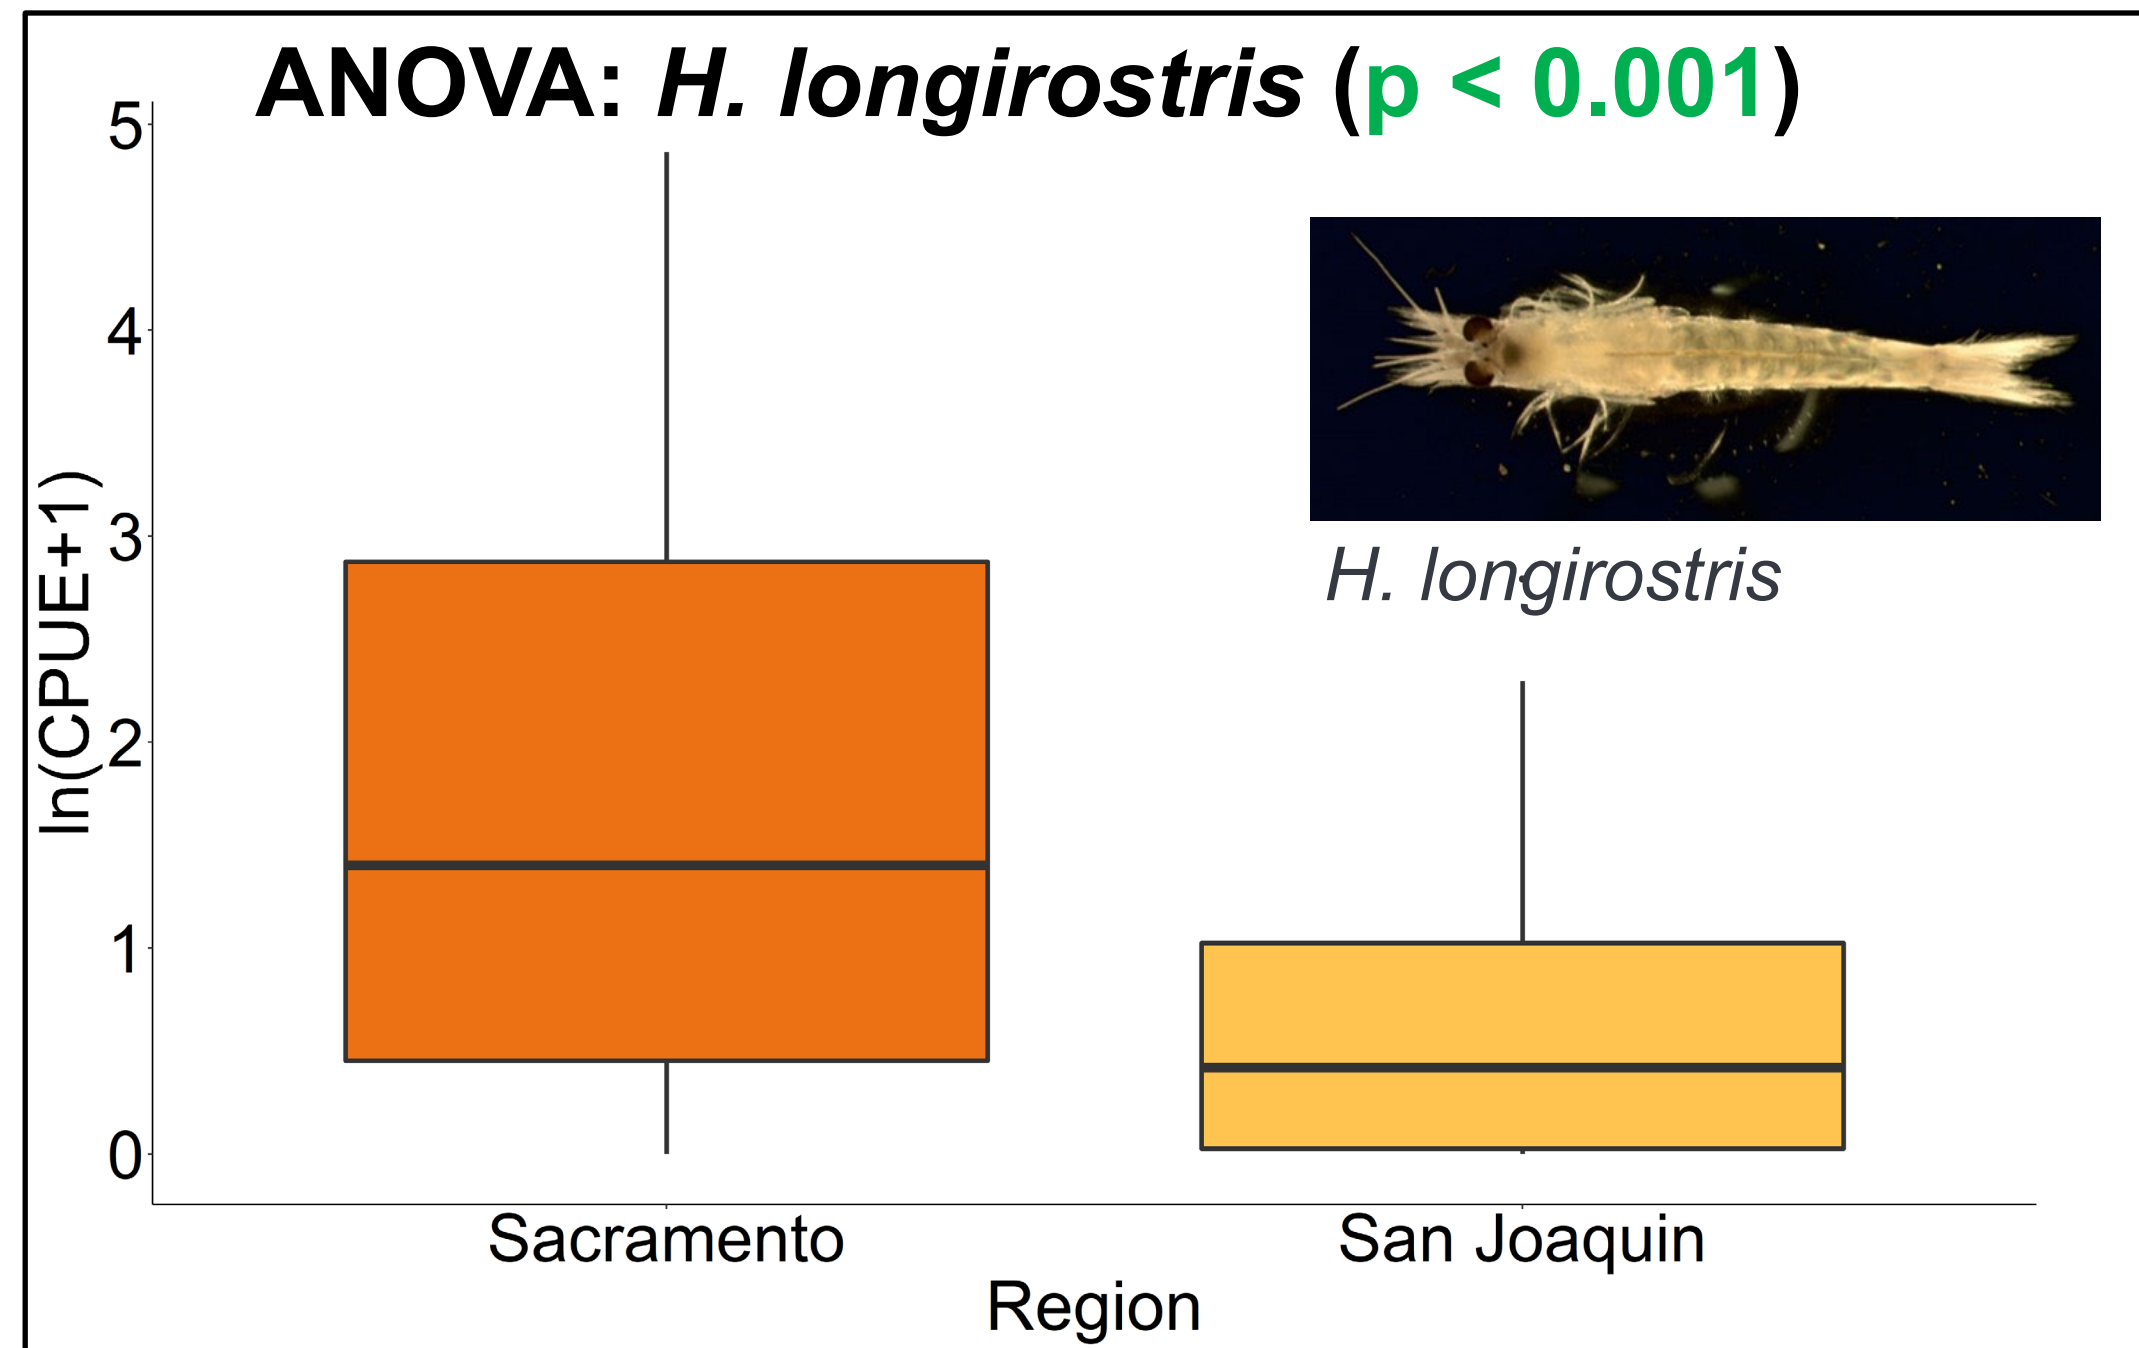 ANOVA: H. longirostris (p < 0.001)
5
4
3
2
1
0
ln(CPUE+1)
H. longirostris
Sacramento
San Joaquin
Region